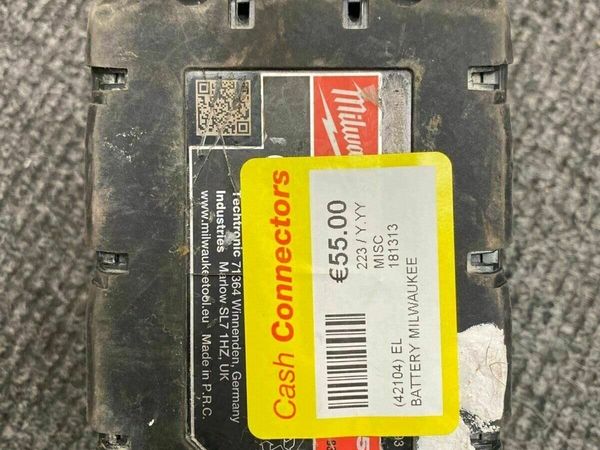 Milwa
Techtronic
Industries
www.milwaukeetool.eu
71364 Winnenden, Germany
Marlow SL7 1HZ, UK
Made in P.R.C.
Cash Connectors
€55.00
223 / Y.YY
MISC
181313
(42104) EL
BATTERY MILWAUKEE